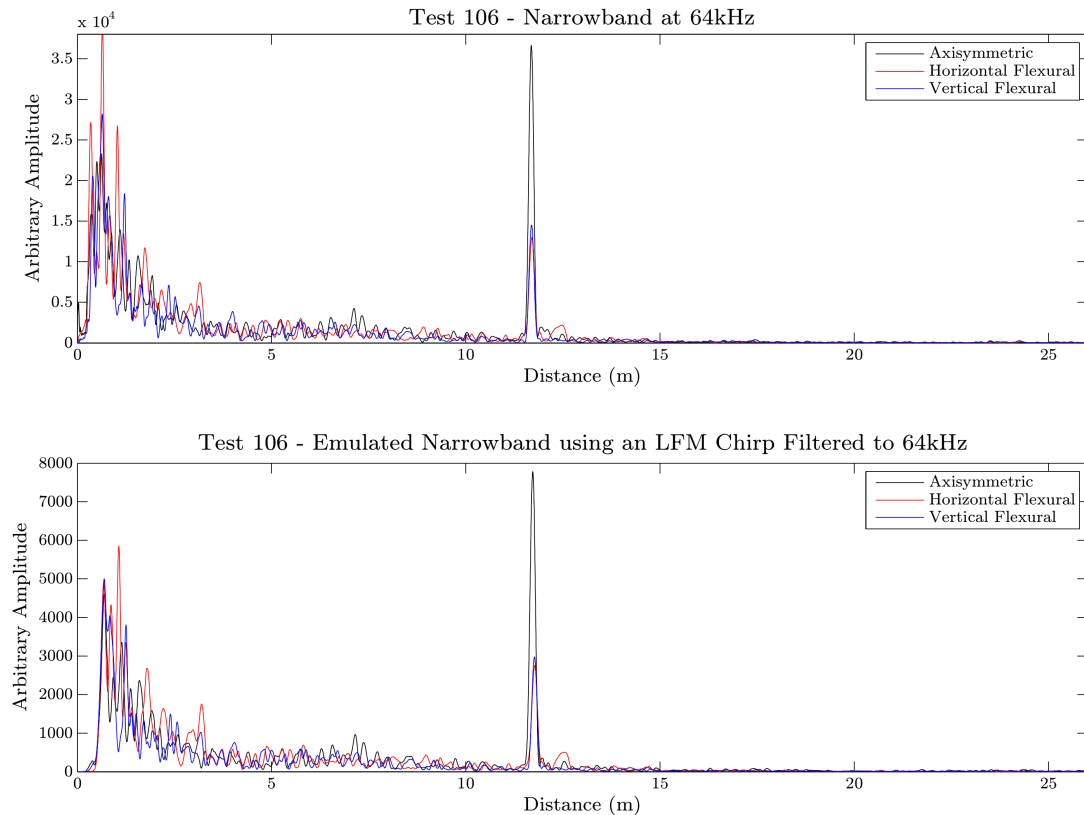 Test 106 - Narrowband at 64kHz
x 10⁴
Axisymmetric
Horizontal Flexural
Vertical Flexural
3.5
3
2.5
2
1.5
1
0.5
0
Arbitrary Amplitude
0 5 10 15 20 25
Distance (m)
Test 106 - Emulated Narrowband using an LFM Chirp Filtered to 64kHz
Axisymmetric
Horizontal Flexural
Vertical Flexural
8000
7000
6000
5000
4000
3000
2000
1000
0
Arbitrary Amplitude
0 5 10 15 20 25
Distance (m)